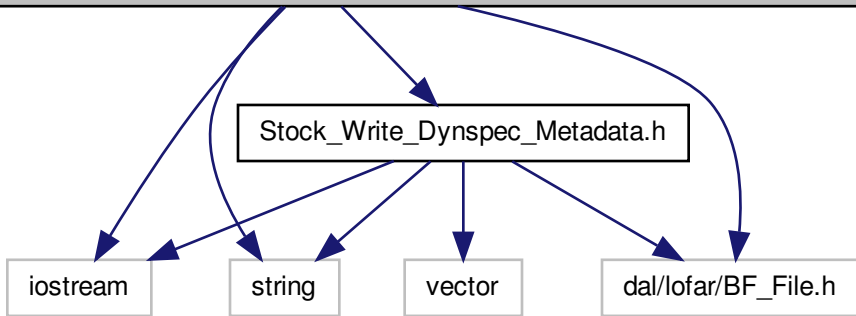 Stock_Write_Dynspec_Metadata.h
iostream
string
vector
dal/lofar/BF_File.h